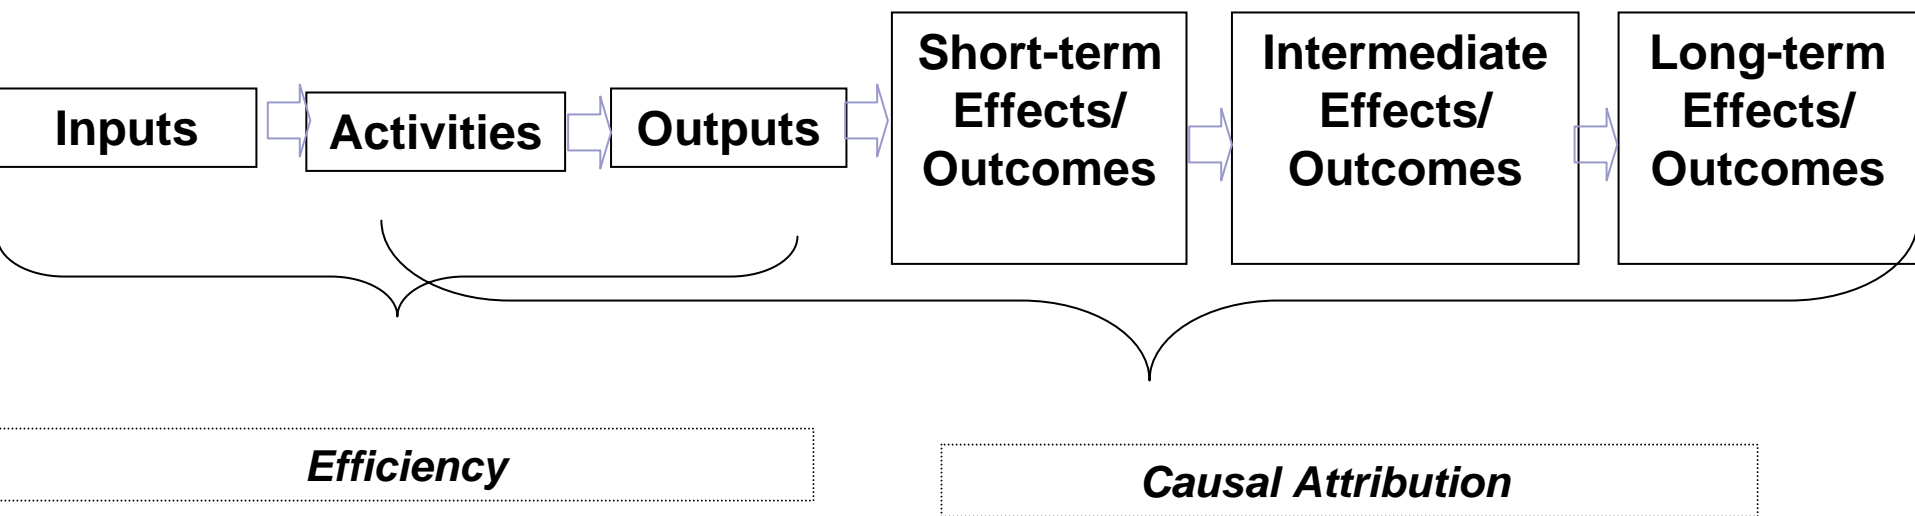 Inputs
Activities
Outputs
Short-term
Effects/
Outcomes
Intermediate
Effects/
Outcomes
Long-term
Effects/
Outcomes
Efficiency
Causal Attribution